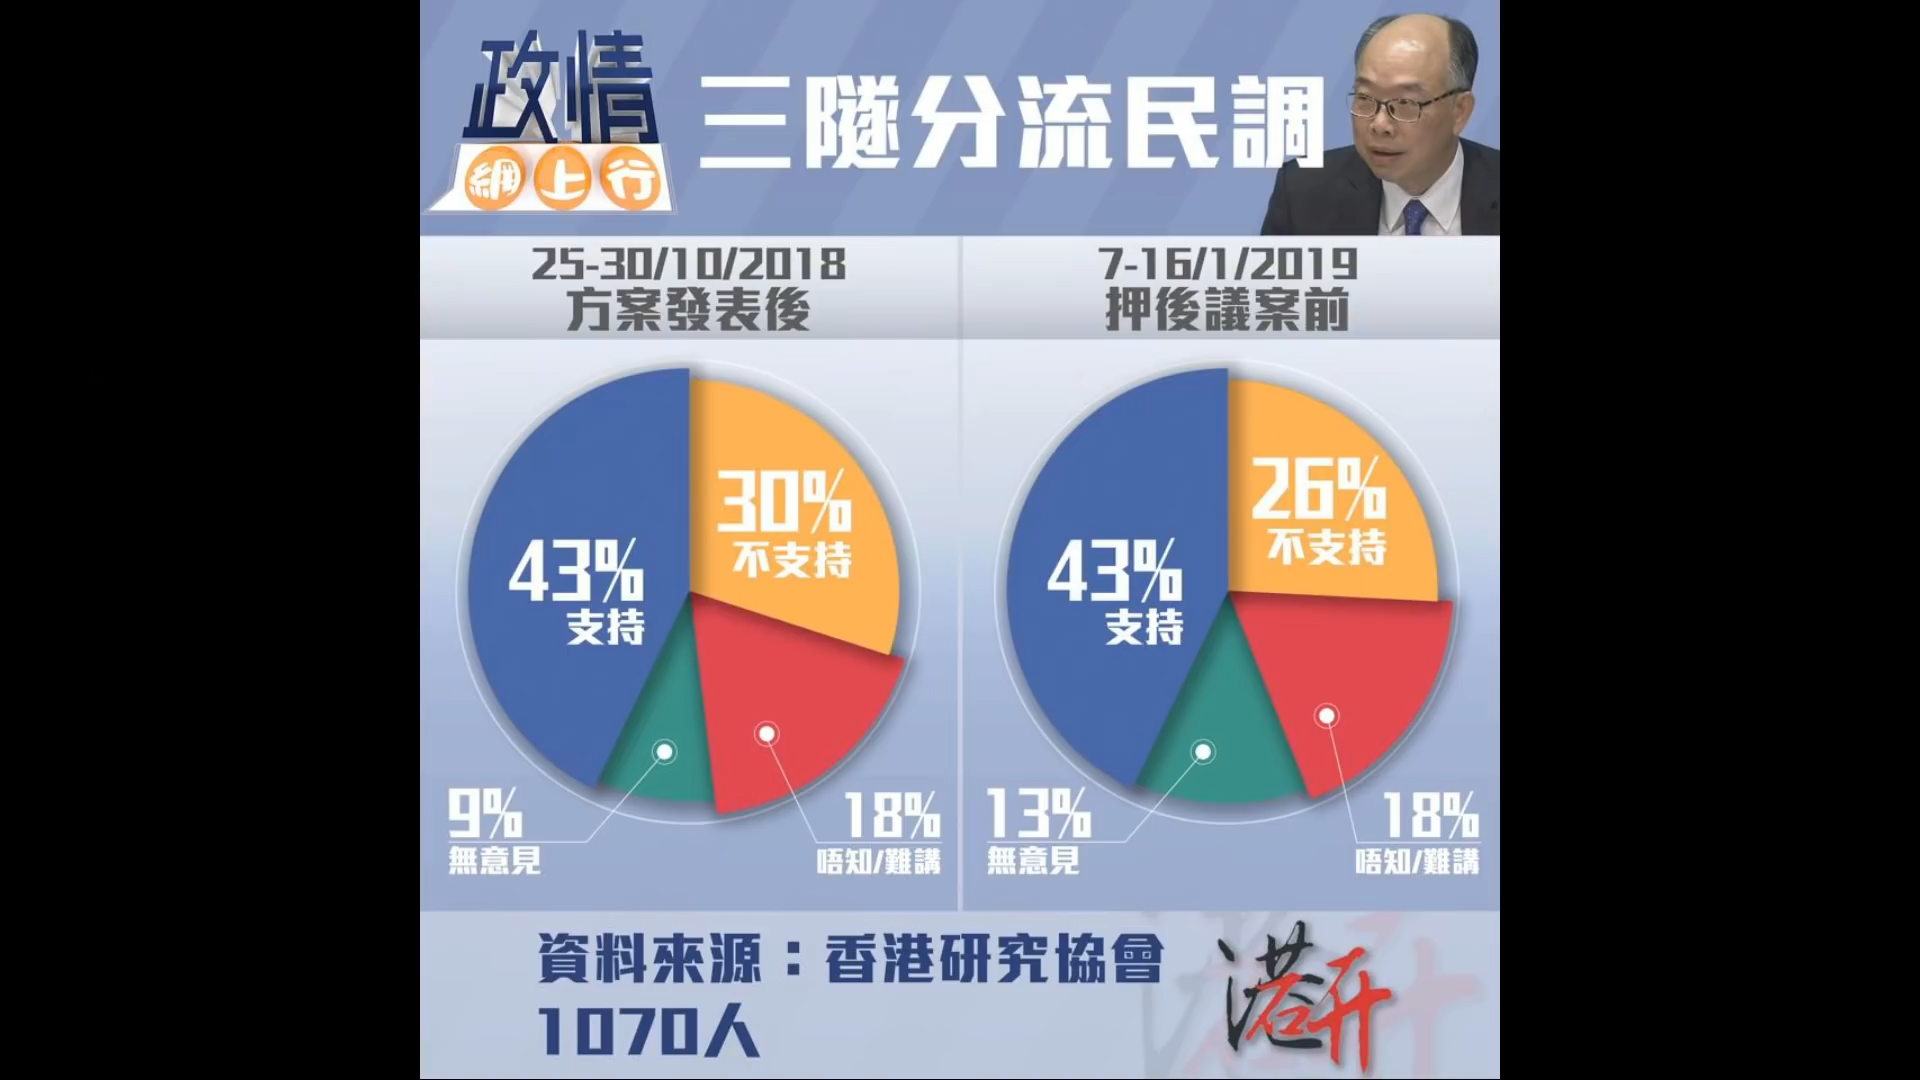 政情
網上行
三隧分流民調
25-30/10/2018
方案發表後
7-16/1/2019
押後議案前
43%
支持
30%
不支持
9%
無意見
18%
唔知/難講
43%
支持
26%
不支持
13%
無意見
18%
唔知/難講
資料來源：香港研究協會
1070人
港研